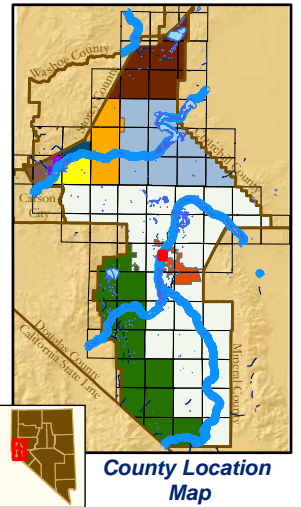 Washoe County
Storey County
Churchill County
Carson
City
Douglas County
California State Line
Mineral County
County Location
Map